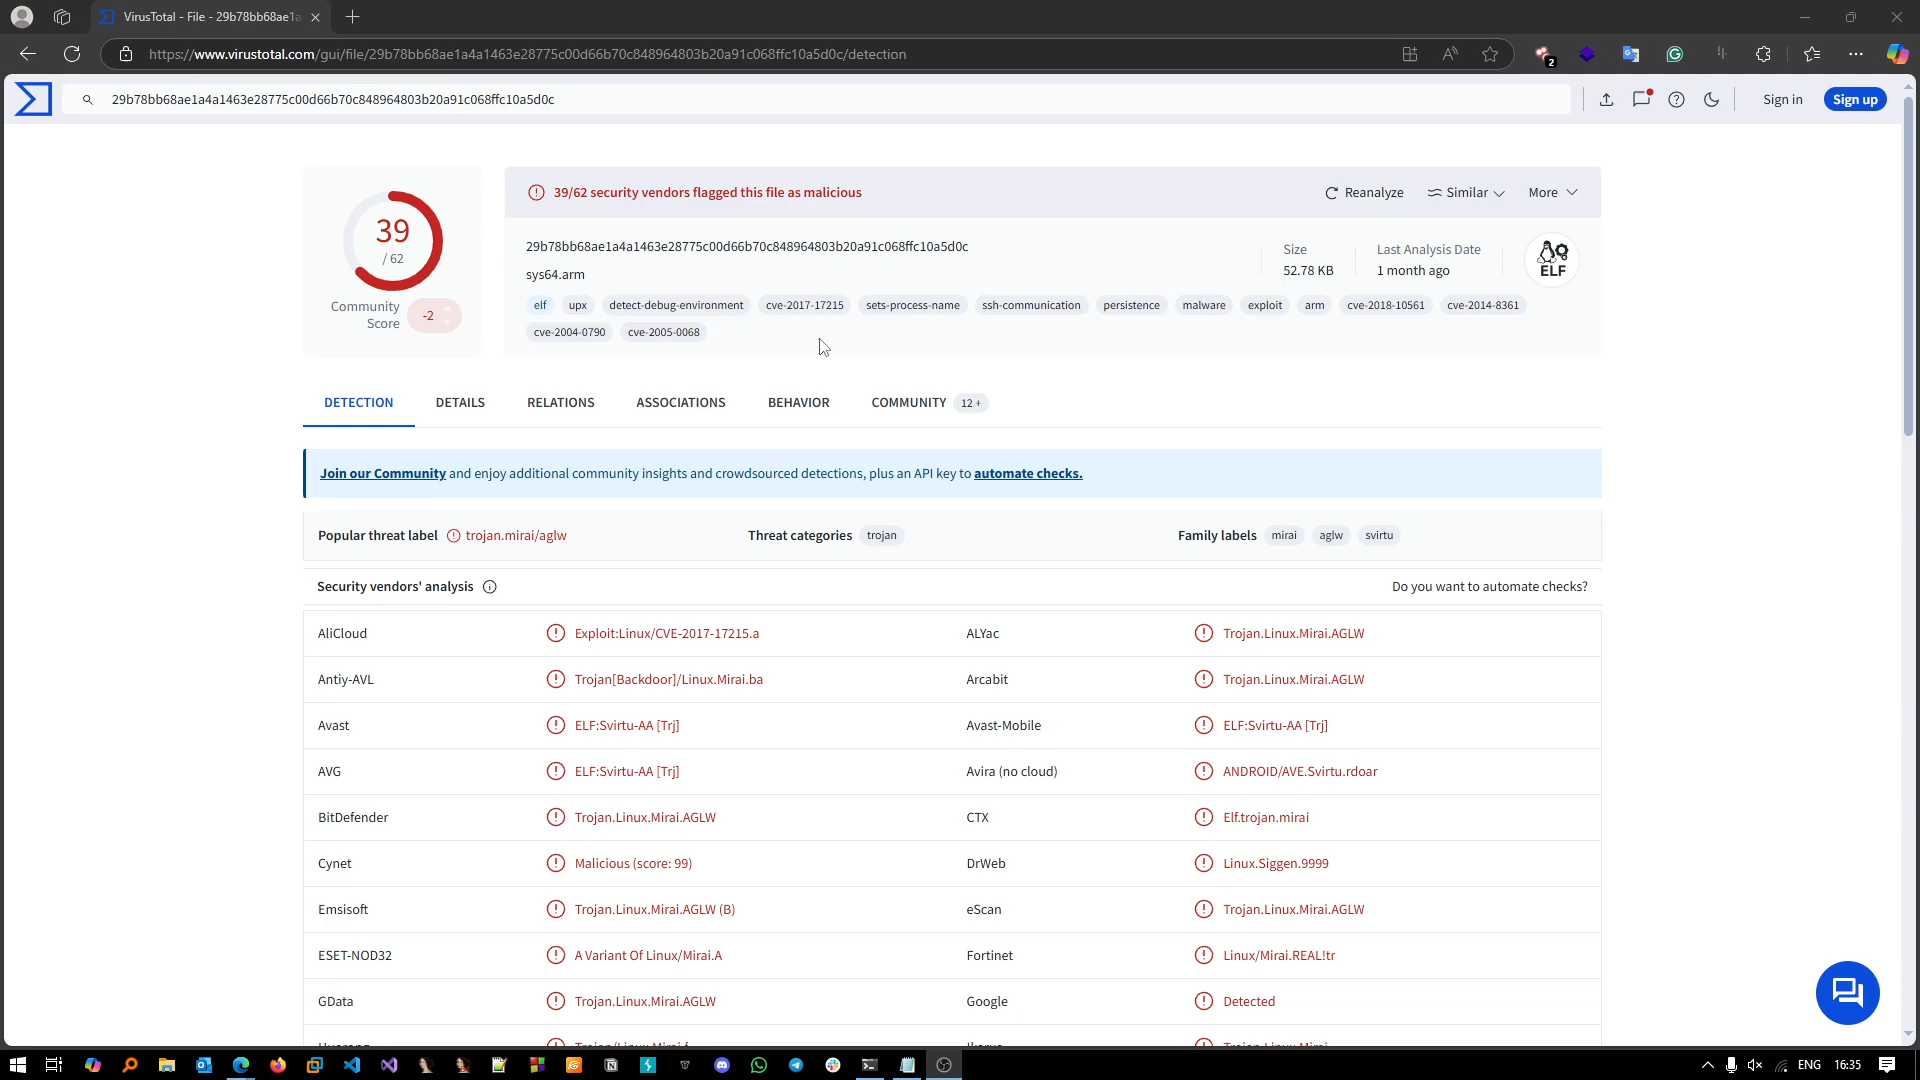 VirusTotal - File - 29b78bb68ae1a
https://www.virustotal.com/gui/file/29b78bb68ae1a4a1463e28775c00d66b70c848964803b20a91c068ffc10a5d0c/detection
2
29b78bb68ae1a4a1463e28775c00d66b70c848964803b20a91c068ffc10a5d0c
Sign in
Sign up
39
/ 62
Community
Score
-2
39/62 security vendors flagged this file as malicious
Reanalyze
Similar
More
29b78bb68ae1a4a1463e28775c00d66b70c848964803b20a91c068ffc10a5d0c
sys64.arm
Size
52.78 KB
Last Analysis Date
1 month ago
ELF
elf upx detect-debug-environment cve-2017-17215 sets-process-name ssh-communication persistence malware exploit arm cve-2018-10561 cve-2014-8361
cve-2004-0790 cve-2005-0068
DETECTION DETAILS RELATIONS ASSOCIATIONS BEHAVIOR COMMUNITY 12 +
Join our Community and enjoy additional community insights and crowdsourced detections, plus an API key to automate checks.
Popular threat label trojan.mirai/aglw Threat categories trojan Family labels mirai aglw svirtu
Security vendors' analysis Do you want to automate checks?
AliCloud Exploit:Linux/CVE-2017-17215.a ALYac Trojan.Linux.Mirai.AGLW
Antiy-AVL Trojan[Backdoor]/Linux.Mirai.ba Arcabit Trojan.Linux.Mirai.AGLW
Avast ELF:Svirtu-AA [Trj] Avast-Mobile ELF:Svirtu-AA [Trj]
AVG ELF:Svirtu-AA [Trj] Avira (no cloud) ANDROID/AVE.Svirtu.rdoar
BitDefender Trojan.Linux.Mirai.AGLW CTX Elf.trojan.mirai
Cynet Malicious (score: 99) DrWeb Linux.Siggen.9999
Emsisoft Trojan.Linux.Mirai.AGLW (B) eScan Trojan.Linux.Mirai.AGLW
ESET-NOD32 A Variant Of Linux/Mirai.A Fortinet Linux/Mirai.REAL!tr
GData Trojan.Linux.Mirai.AGLW Google Detected
ENG 16:35